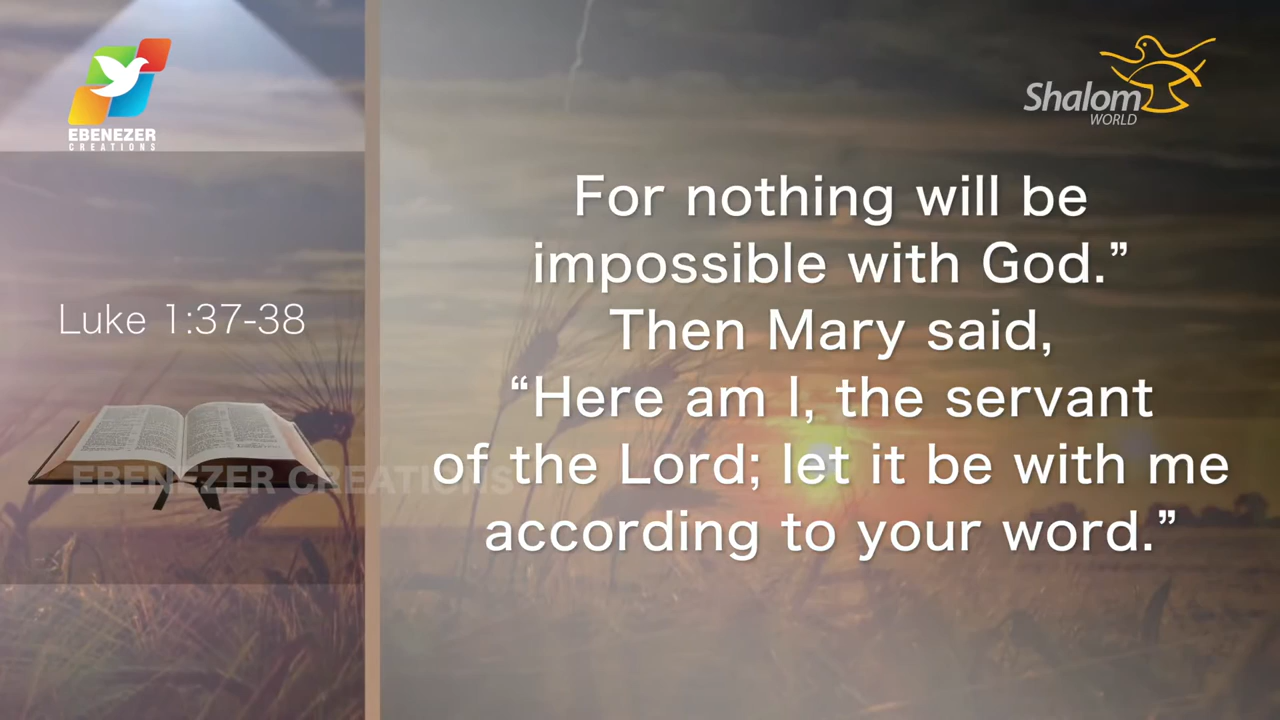 EBENEZER
CREATIONS
Shalom
WORLD
Luke 1:37-38
For nothing will be
impossible with God.”
Then Mary said,
“Here am I, the servant
of the Lord; let it be with me
according to your word.”
EBENEZER CREATIONS